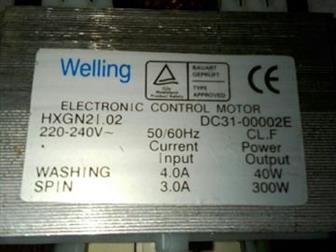 Welling
TÜV
BAUART
GEPRÜFT
TYPE
APPROVED
CE
ELECTRONIC CONTROL MOTOR
HXGN2I.02 DC31-00002E
220-240V~ 50/60Hz CL.F
Current Power
Input Output
WASHING 4.0A 40W
SPIN 3.0A 300W